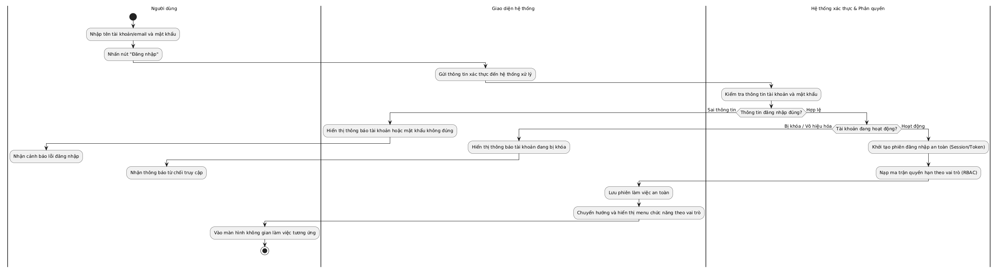 Người dùng
Giao diện hệ thống
Hệ thống xác thực & Phân quyền
Nhập tên tài khoản/email và mật khẩu
Nhấn nút "Đăng nhập"
Gửi thông tin xác thực đến hệ thống xử lý
Kiểm tra thông tin tài khoản và mật khẩu
Sai thông tin
Thông tin đăng nhập đúng?
Hợp lệ
Hiển thị thông báo tài khoản hoặc mật khẩu không đúng
Bị khóa / Vô hiệu hóa
Tài khoản đang hoạt động?
Hoạt động
Nhận cảnh báo lỗi đăng nhập
Hiển thị thông báo tài khoản đang bị khóa
Khởi tạo phiên đăng nhập an toàn (Session/Token)
Nhận thông báo từ chối truy cập
Nạp ma trận quyền hạn theo vai trò (RBAC)
Lưu phiên làm việc an toàn
Chuyển hướng và hiển thị menu chức năng theo vai trò
Vào màn hình không gian làm việc tương ứng